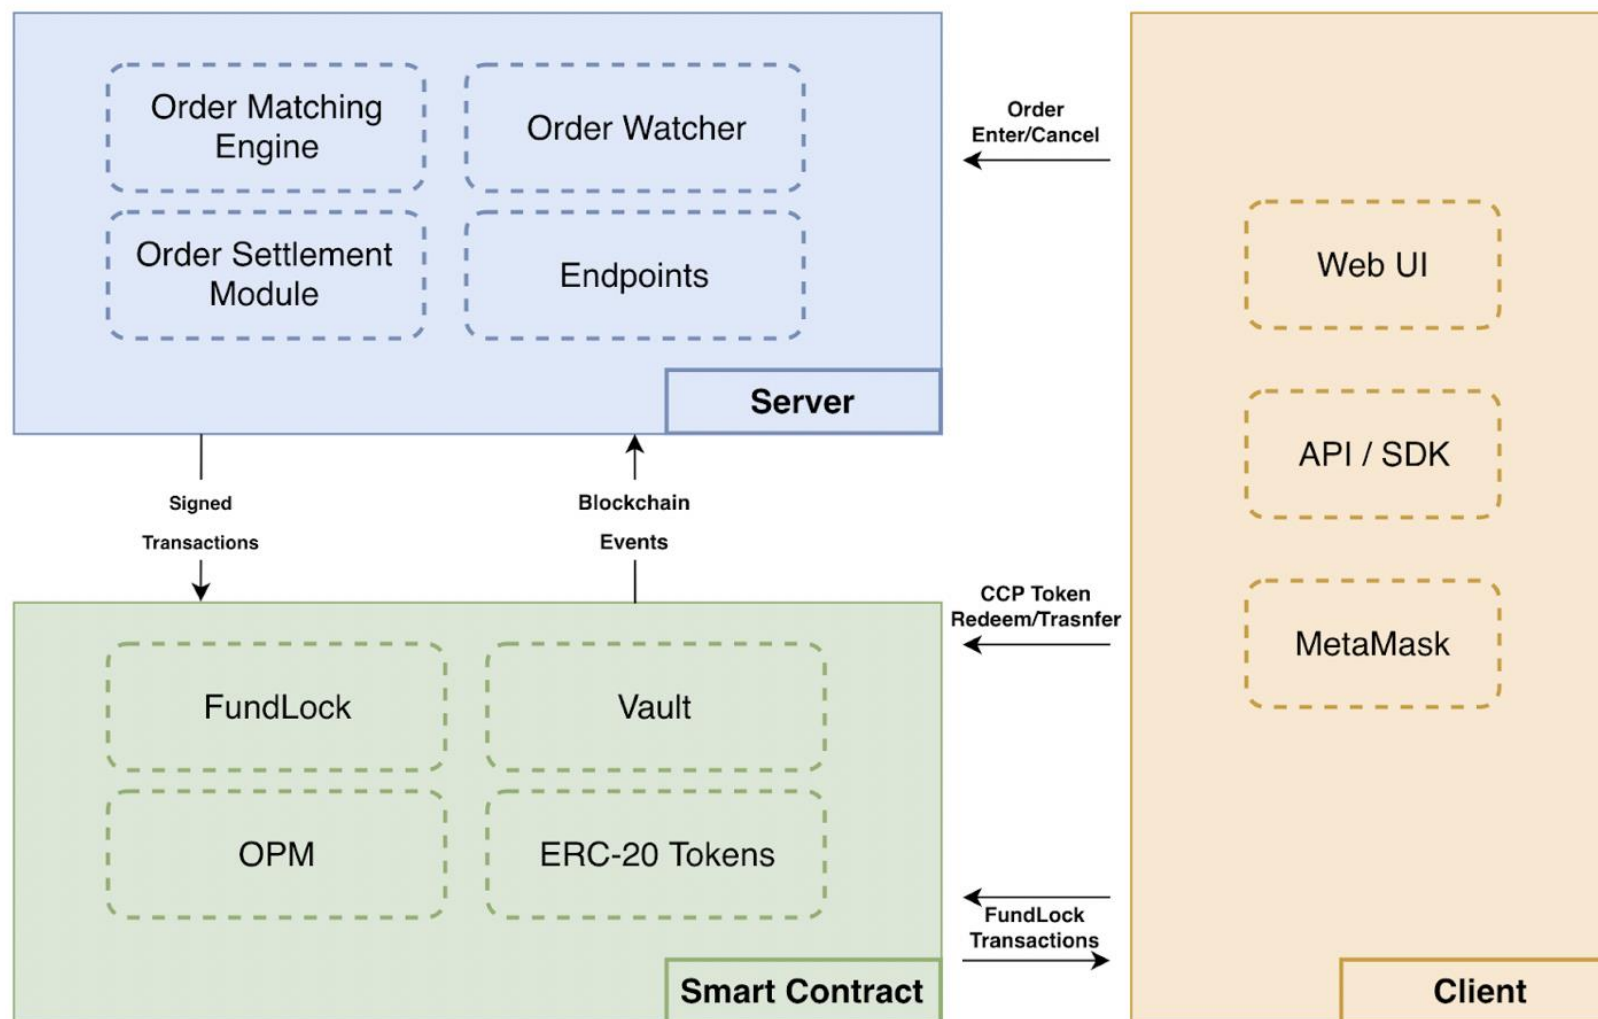 Order Matching
Engine
Order Watcher
Order Settlement
Module
Endpoints
Server
Order
Enter/Cancel
Web UI
API / SDK
MetaMask
Signed
Transactions
Blockchain
Events
CCP Token
Redeem/Trasnfer
FundLock
Vault
OPM
ERC-20 Tokens
Smart Contract
FundLock
Transactions
Client